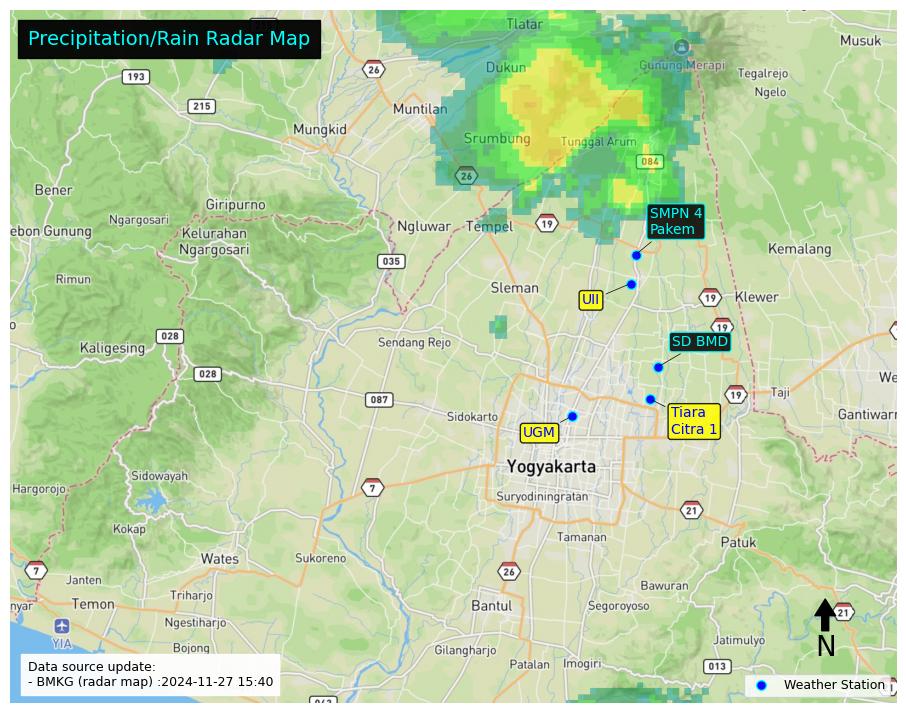 Precipitation/Rain Radar Map
Tlatar
Musuk
Gunung Merapi
Dukun
Tegalrejo
Ngelo
26
193
215
Muntilan
Mungkid
Srumbung
Tunggal Arum
084
26
Bener
Giripurno
Ngargosari
ebon Gunung
Kelurahan
Ngargosari
Ngluwar
Tempel
19
SMPN 4
Pakem
Kemalang
035
Rimun
Sleman
UII
19
Klewer
19
028
Kaligesing
Sendang Rejo
SD BMD
028
087
We
19
Taji
Sidokarto
Tiara
Citra 1
Gantiwarr
UGM
Yogyakarta
Sidowayah
Hargorojo
7
Suryodiningratan
21
Kokap
Tamanan
Patuk
Wates
Sukoreno
7
26
Janten
Bawuran
nyar
Temon
Triharjo
Bantul
Segoroyoso
21
Ngestiharjo
YIA
N
Bojong
Gilangharjo
Jatimulyo
Patalan
Imogiri
013
Data source update:
- BMKG (radar map) :2024-11-27 15:40
Weather Station